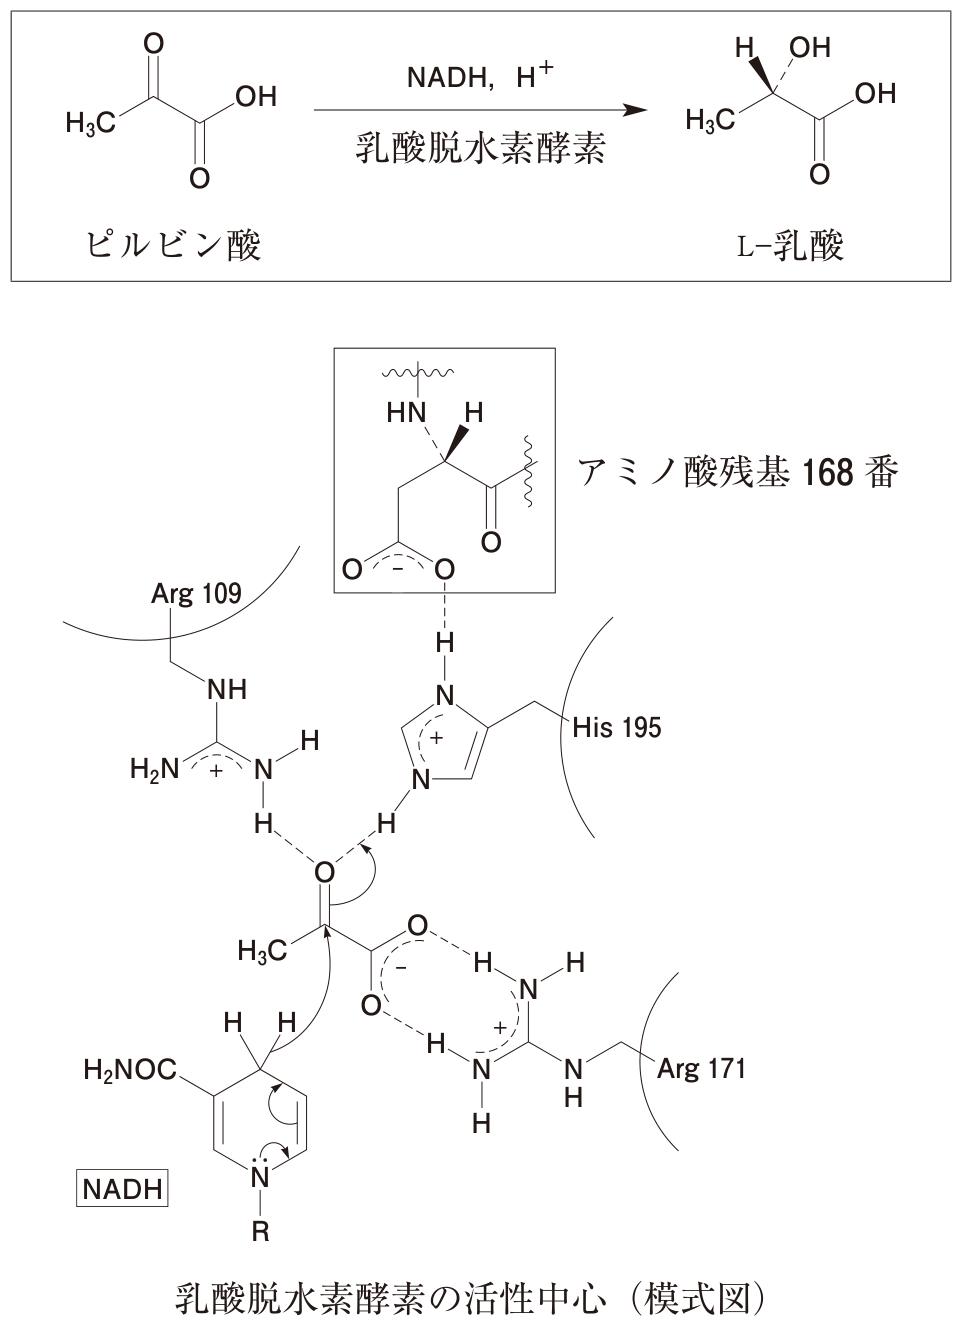 O
OH
H₃C
O
ピルビン酸
NADH, H⁺
乳酸脱水素酵素
H OH
OH
H₃C
O
L-乳酸
HN H
O
O - O
アミノ酸残基 168 番
Arg 109
NH
H₂N + N H
H
H
N
+
N
H
His 195
O
H₃C
O
-
O
H H
N
+
H
N
H
N
H
Arg 171
H H
H₂NOC
N
R
NADH
乳酸脱水素酵素の活性中心（模式図）